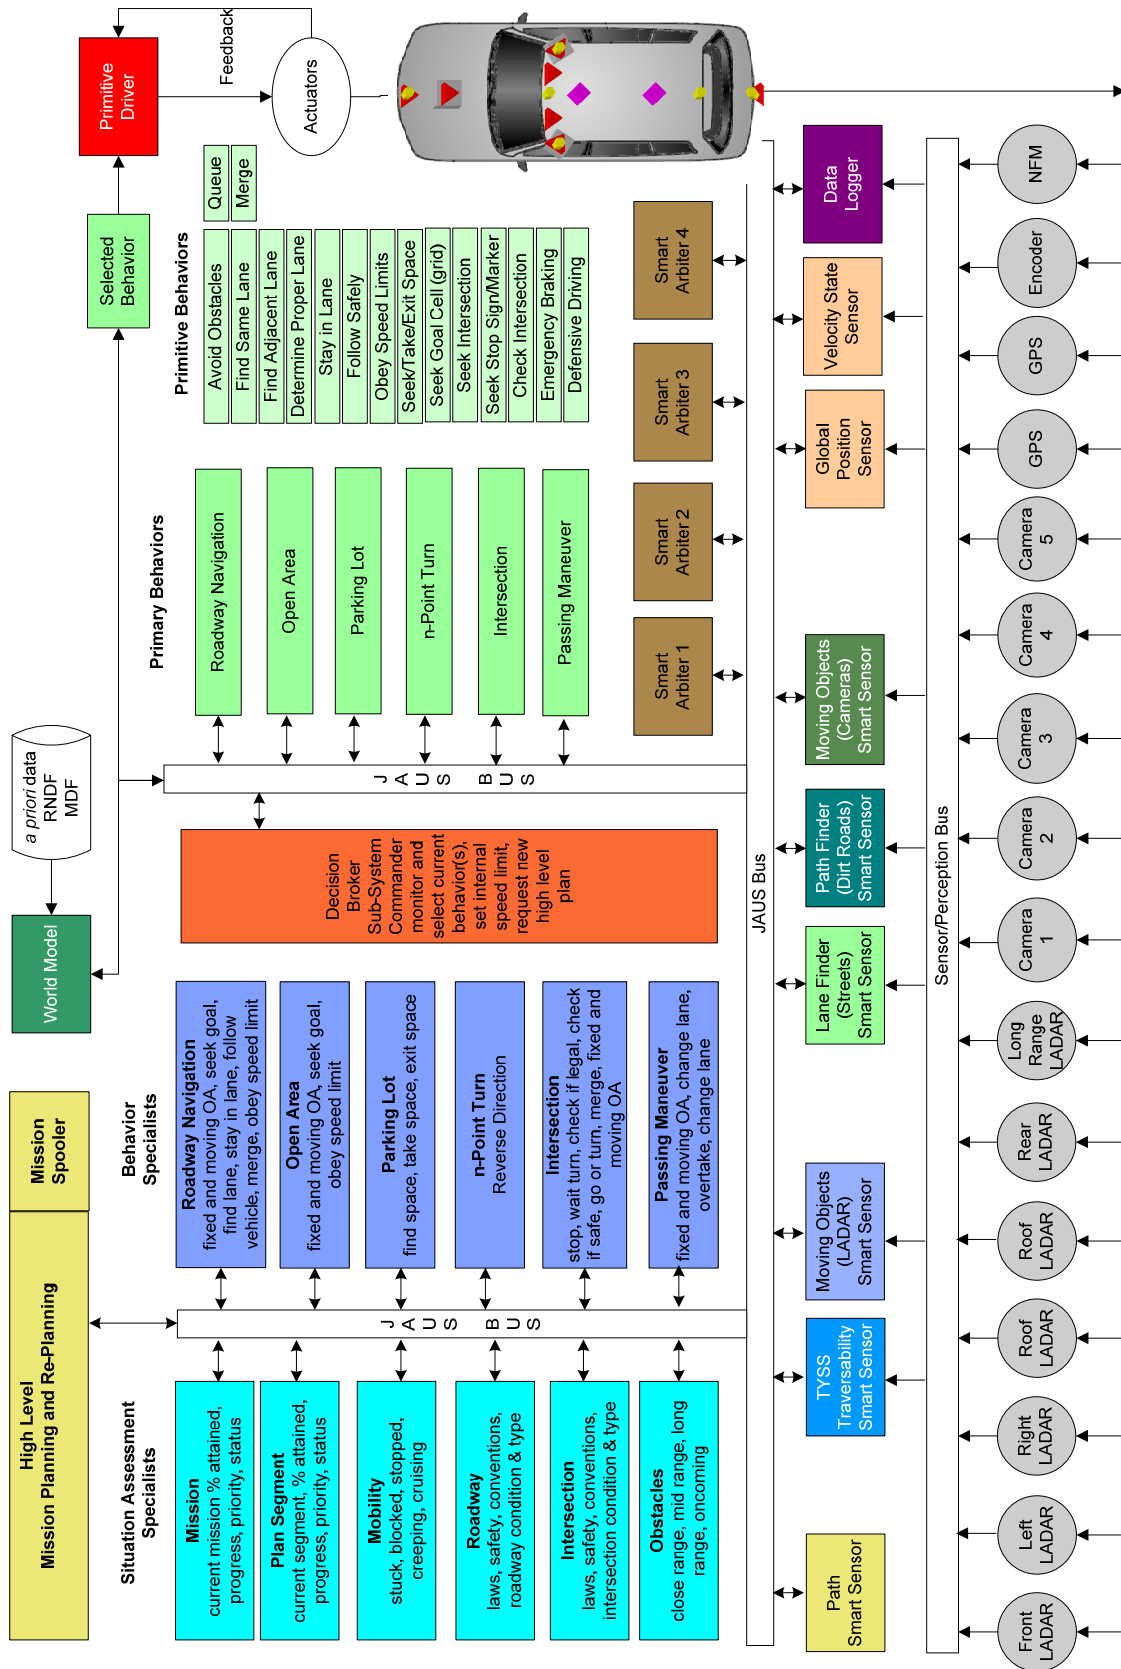 High Level
Mission Planning and Re-Planning
Mission
Spooler
World Model
a priori data
RNDF
MDF
Selected
Behavior
Primitive
Driver
Feedback
Actuators
Situation Assessment
Specialists
Mission
current mission % attained,
progress, priority, status
Plan Segment
current segment, % attained,
progress, priority, status
Mobility
stuck, blocked, stopped,
creeping, cruising
Roadway
laws, safety, conventions,
roadway condition & type
Intersection
laws, safety, conventions,
intersection condition & type
Obstacles
close range, mid range, long
range, oncoming
JAUS BUS
Behavior
Specialists
Roadway Navigation
fixed and moving OA, seek goal,
find lane, stay in lane, follow
vehicle, merge, obey speed limit
Open Area
fixed and moving OA, seek goal,
obey speed limit
Parking Lot
find space, take space, exit space
n-Point Turn
Reverse Direction
Intersection
stop, wait turn, check if legal, check
if safe, go or turn, merge, fixed and
moving OA
Passing Maneuver
fixed and moving OA, change lane,
overtake, change lane
Decision
Broker
Sub-System
Commander
monitor and
select current
behavior(s),
set internal
speed limit,
request new
high level
plan
JAUS BUS
Primary Behaviors
Roadway Navigation
Open Area
Parking Lot
n-Point Turn
Intersection
Passing Maneuver
Primitive Behaviors
Avoid Obstacles
Find Same Lane
Find Adjacent Lane
Determine Proper Lane
Stay in Lane
Follow Safely
Obey Speed Limits
Seek/Take/Exit Space
Seek Goal Cell (grid)
Seek Intersection
Seek Stop Sign/Marker
Check Intersection
Emergency Braking
Defensive Driving
Queue
Merge
Smart
Arbiter 1
Smart
Arbiter 2
Smart
Arbiter 3
Smart
Arbiter 4
JAUS Bus
Path
Smart Sensor
TYSS
Traversability
Smart Sensor
Moving Objects
(LADAR)
Smart Sensor
Lane Finder
(Streets)
Smart Sensor
Path Finder
(Dirt Roads)
Smart Sensor
Moving Objects
(Cameras)
Smart Sensor
Global
Position
Sensor
Velocity State
Sensor
Data
Logger
Sensor/Perception Bus
Front
LADAR
Left
LADAR
Right
LADAR
Roof
LADAR
Roof
LADAR
Rear
LADAR
Long
Range
LADAR
Camera
1
Camera
2
Camera
3
Camera
4
Camera
5
GPS
GPS
Encoder
NFM